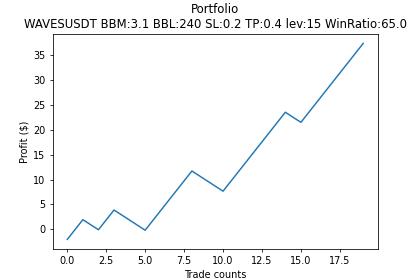 Portfolio
WAVESUSDT BBM:3.1 BBL:240 SL:0.2 TP:0.4 lev:15 WinRatio:65.0
35
30
25
20
15
10
5
0
Profit ($)
0.0 2.5 5.0 7.5 10.0 12.5 15.0 17.5
Trade counts